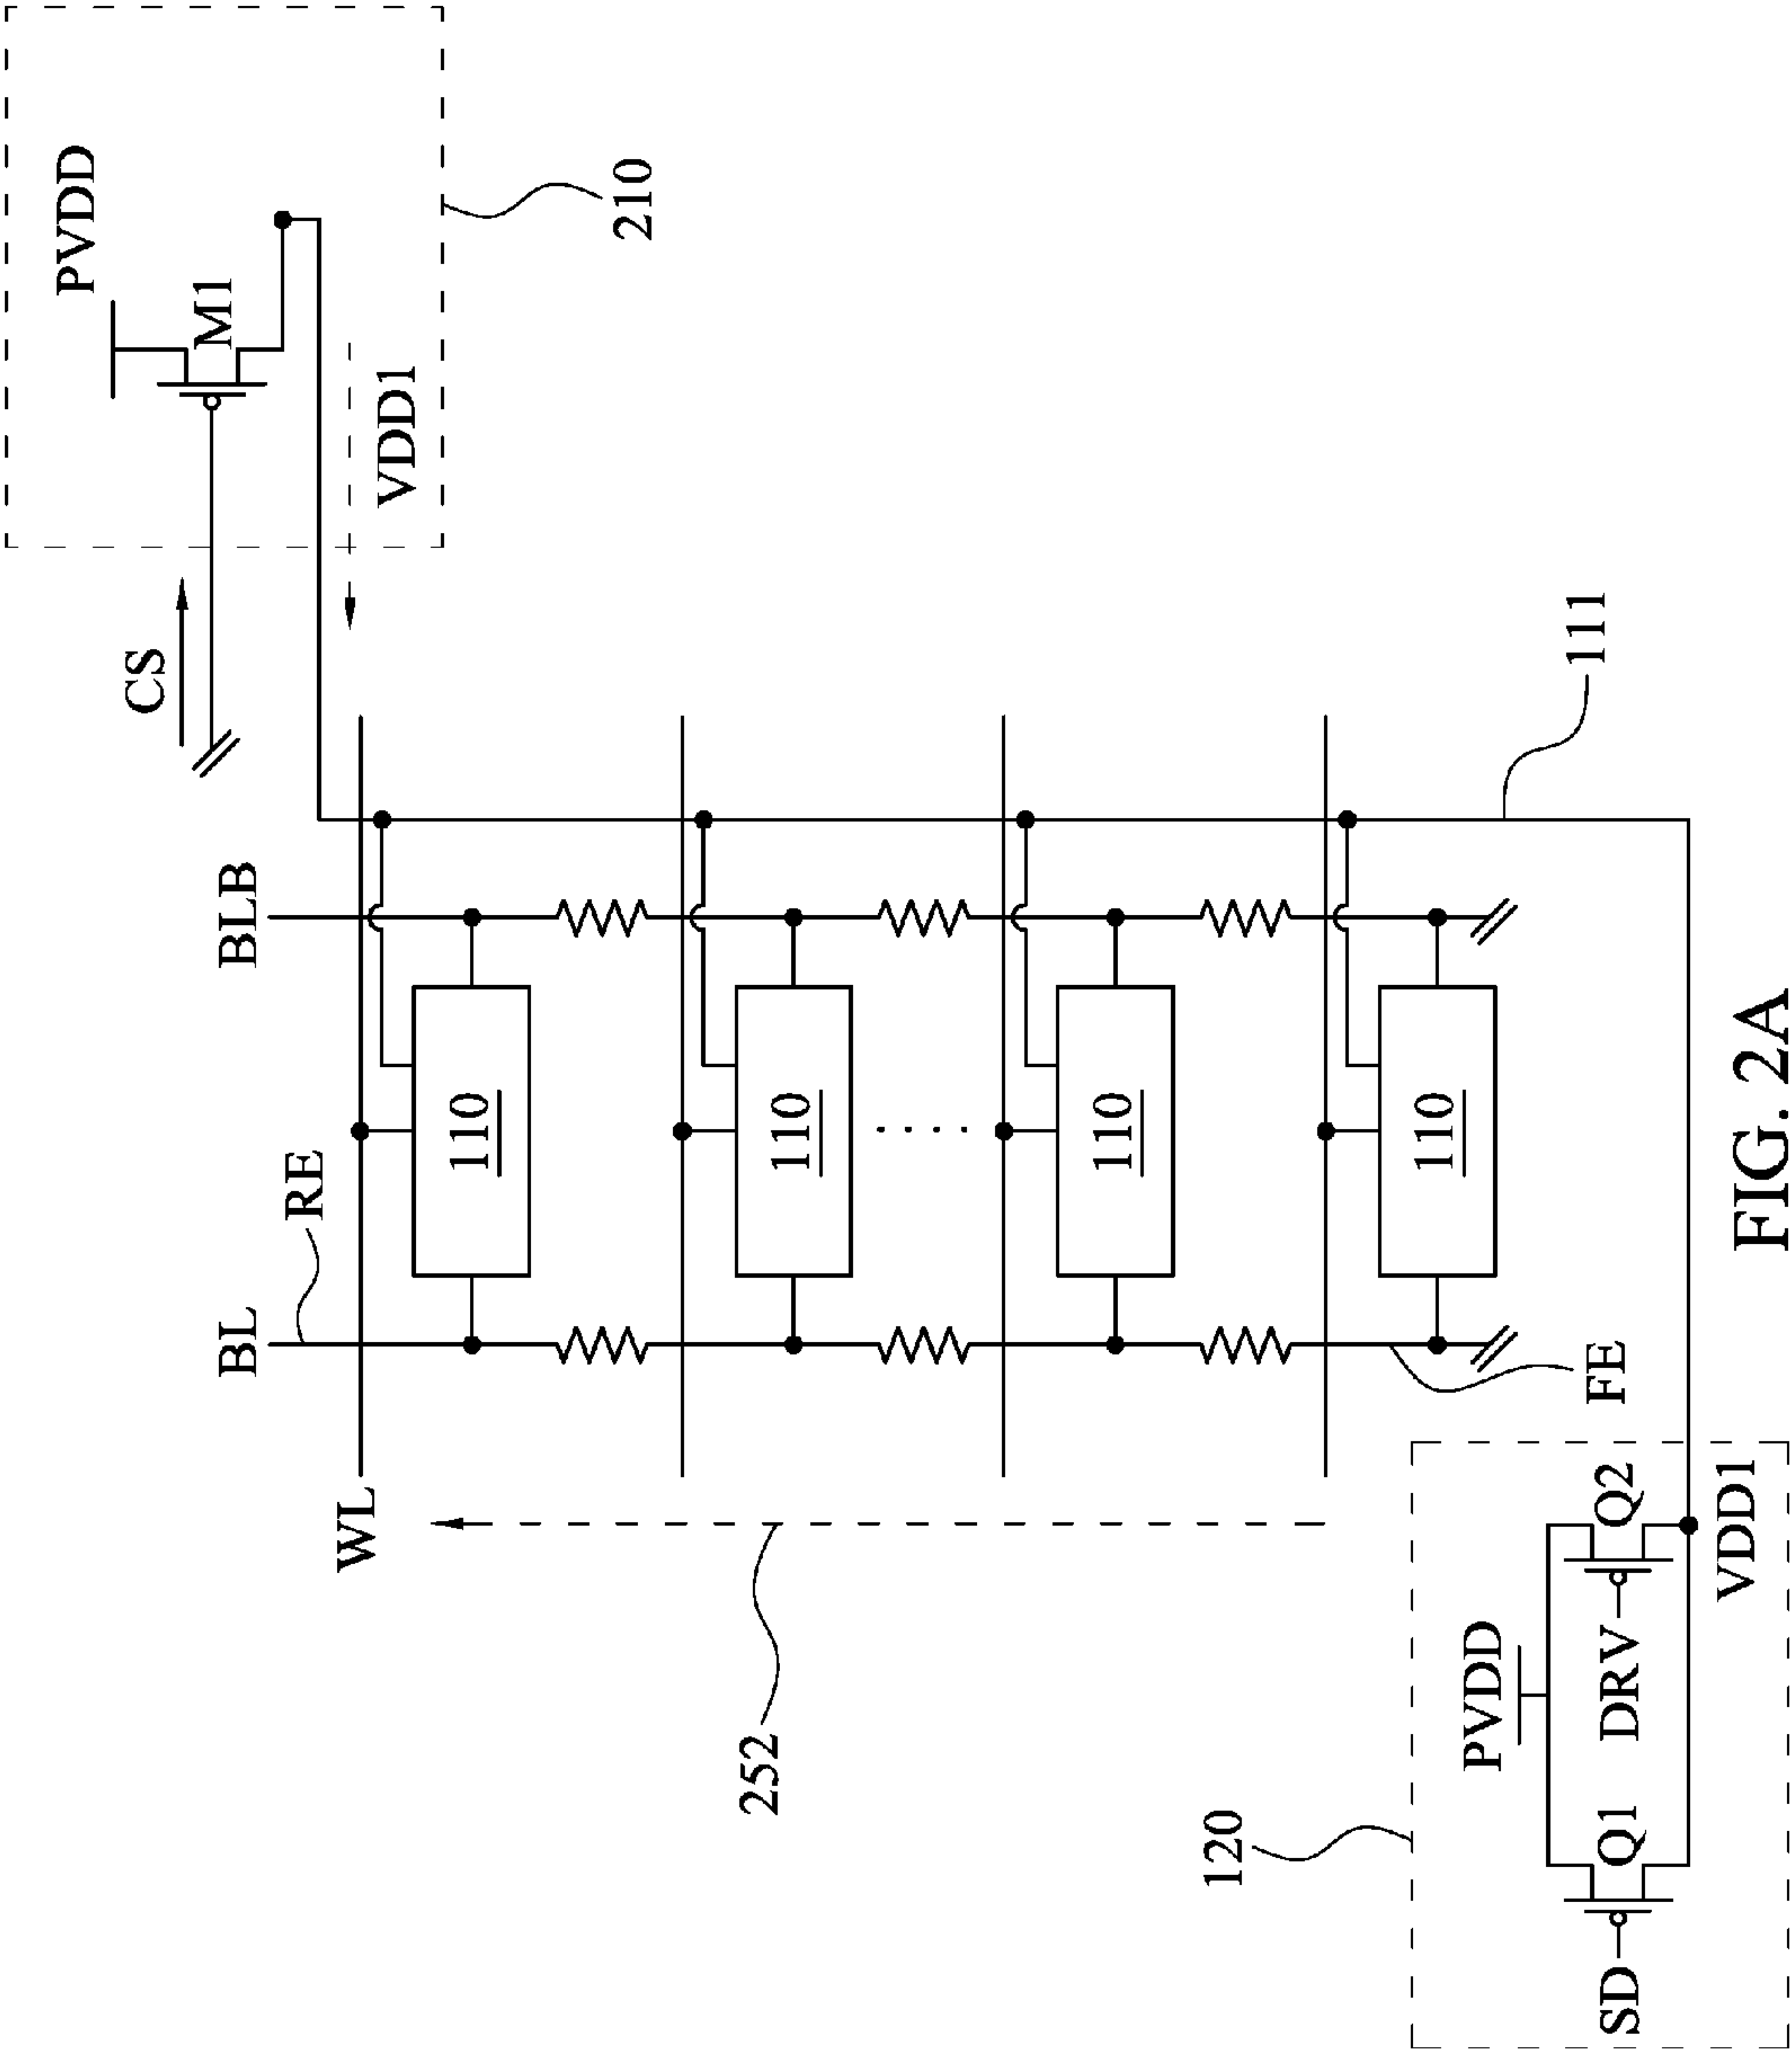 PVDD
M1
CS
VDD1
210
BLB
BL
RE
WL
110
110
. . . .
110
110
111
252
FE
120
PVDD
Q1
Q2
SD
DRV
VDD1
FIG. 2A